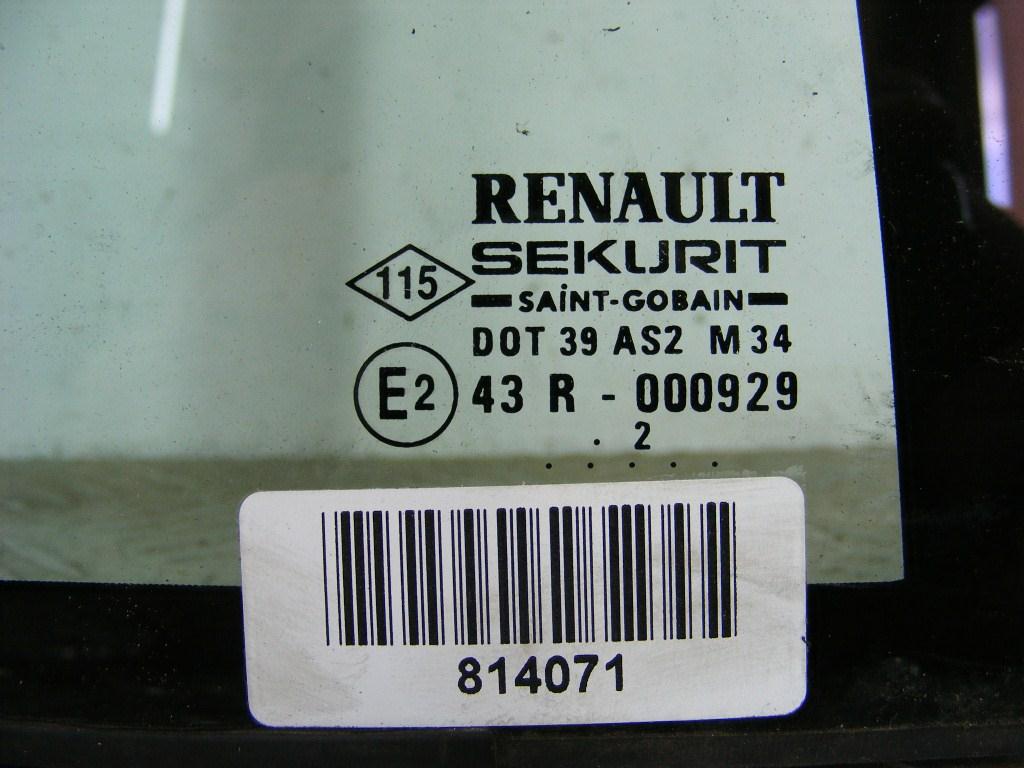 RENAULT
SEKURIT
115
SAINT-GOBAIN
DOT 39 AS2 M 34
E2 43 R - 000929
. 2
. . . . .
814071